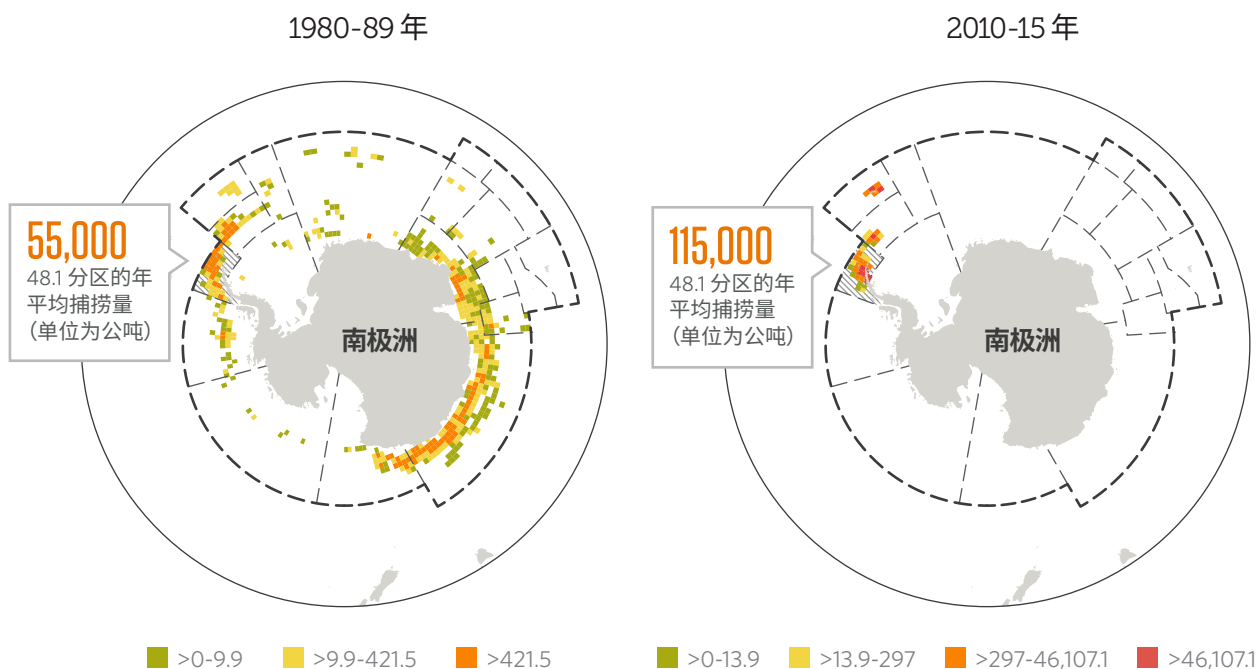 1980-89 年
2010-15 年
55,000
48.1 分区的年
平均捕捞量
（单位为公吨）
南极洲
115,000
48.1 分区的年
平均捕捞量
（单位为公吨）
南极洲
>0-9.9
>9.9-421.5
>421.5
>0-13.9
>13.9-297
>297-46,107.1
>46,107.1